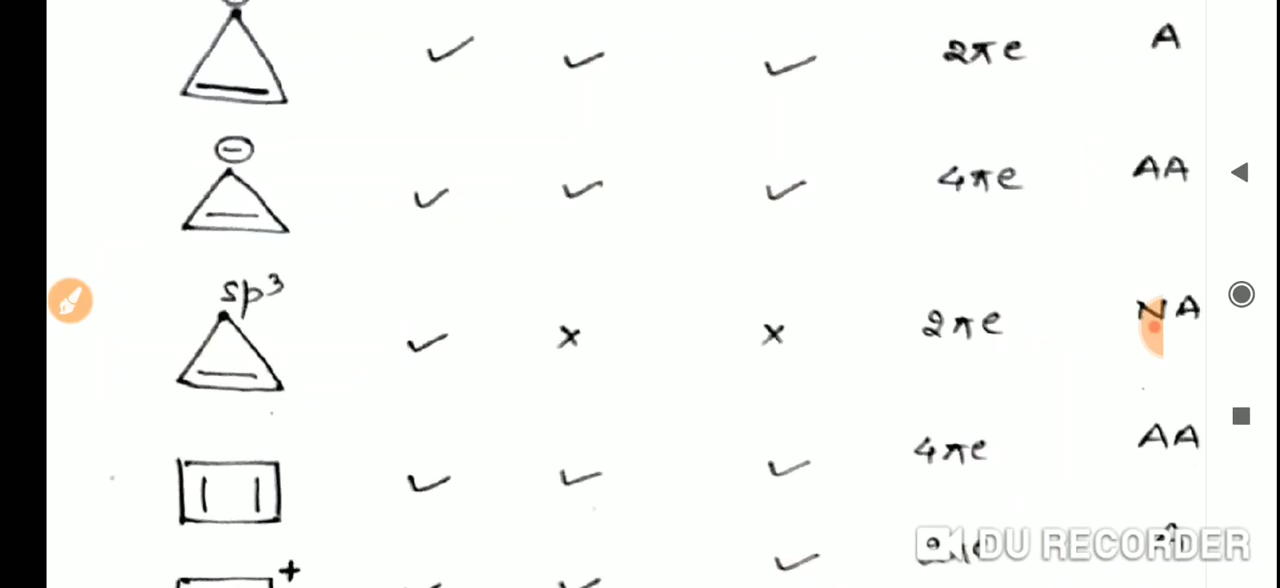 ✓ ✓ ✓ 2πe A
⊖
✓ ✓ ✓ 4πe AA
sp³
✓ × × 2πe NA
✓ ✓ ✓ 4πe AA
+ ✓ ✓ ✓
DU RECORDER